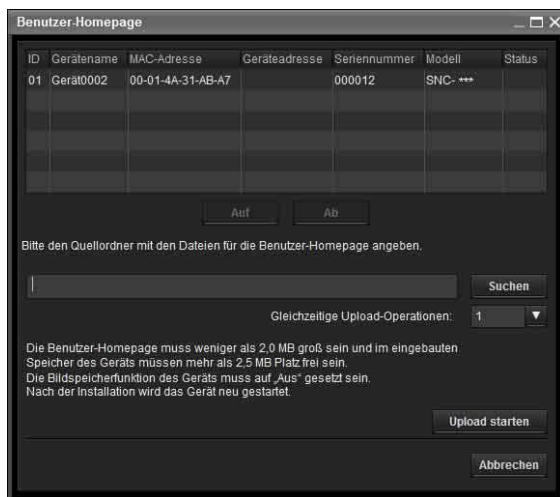 Benutzer-Homepage
ID Gerätename MAC-Adresse Geräteadresse Seriennummer Modell Status
01 Gerät0002 00-01-4A-31-AB-A7 000012 SNC- ***
Auf Ab
Bitte den Quellordner mit den Dateien für die Benutzer-Homepage angeben.
Suchen
Gleichzeitige Upload-Operationen: 1
Die Benutzer-Homepage muss weniger als 2,0 MB groß sein und im eingebauten
Speicher des Geräts müssen mehr als 2,5 MB Platz frei sein.
Die Bildspeicherfunktion des Geräts muss auf „Aus“ gesetzt sein.
Nach der Installation wird das Gerät neu gestartet.
Upload starten
Abbrechen